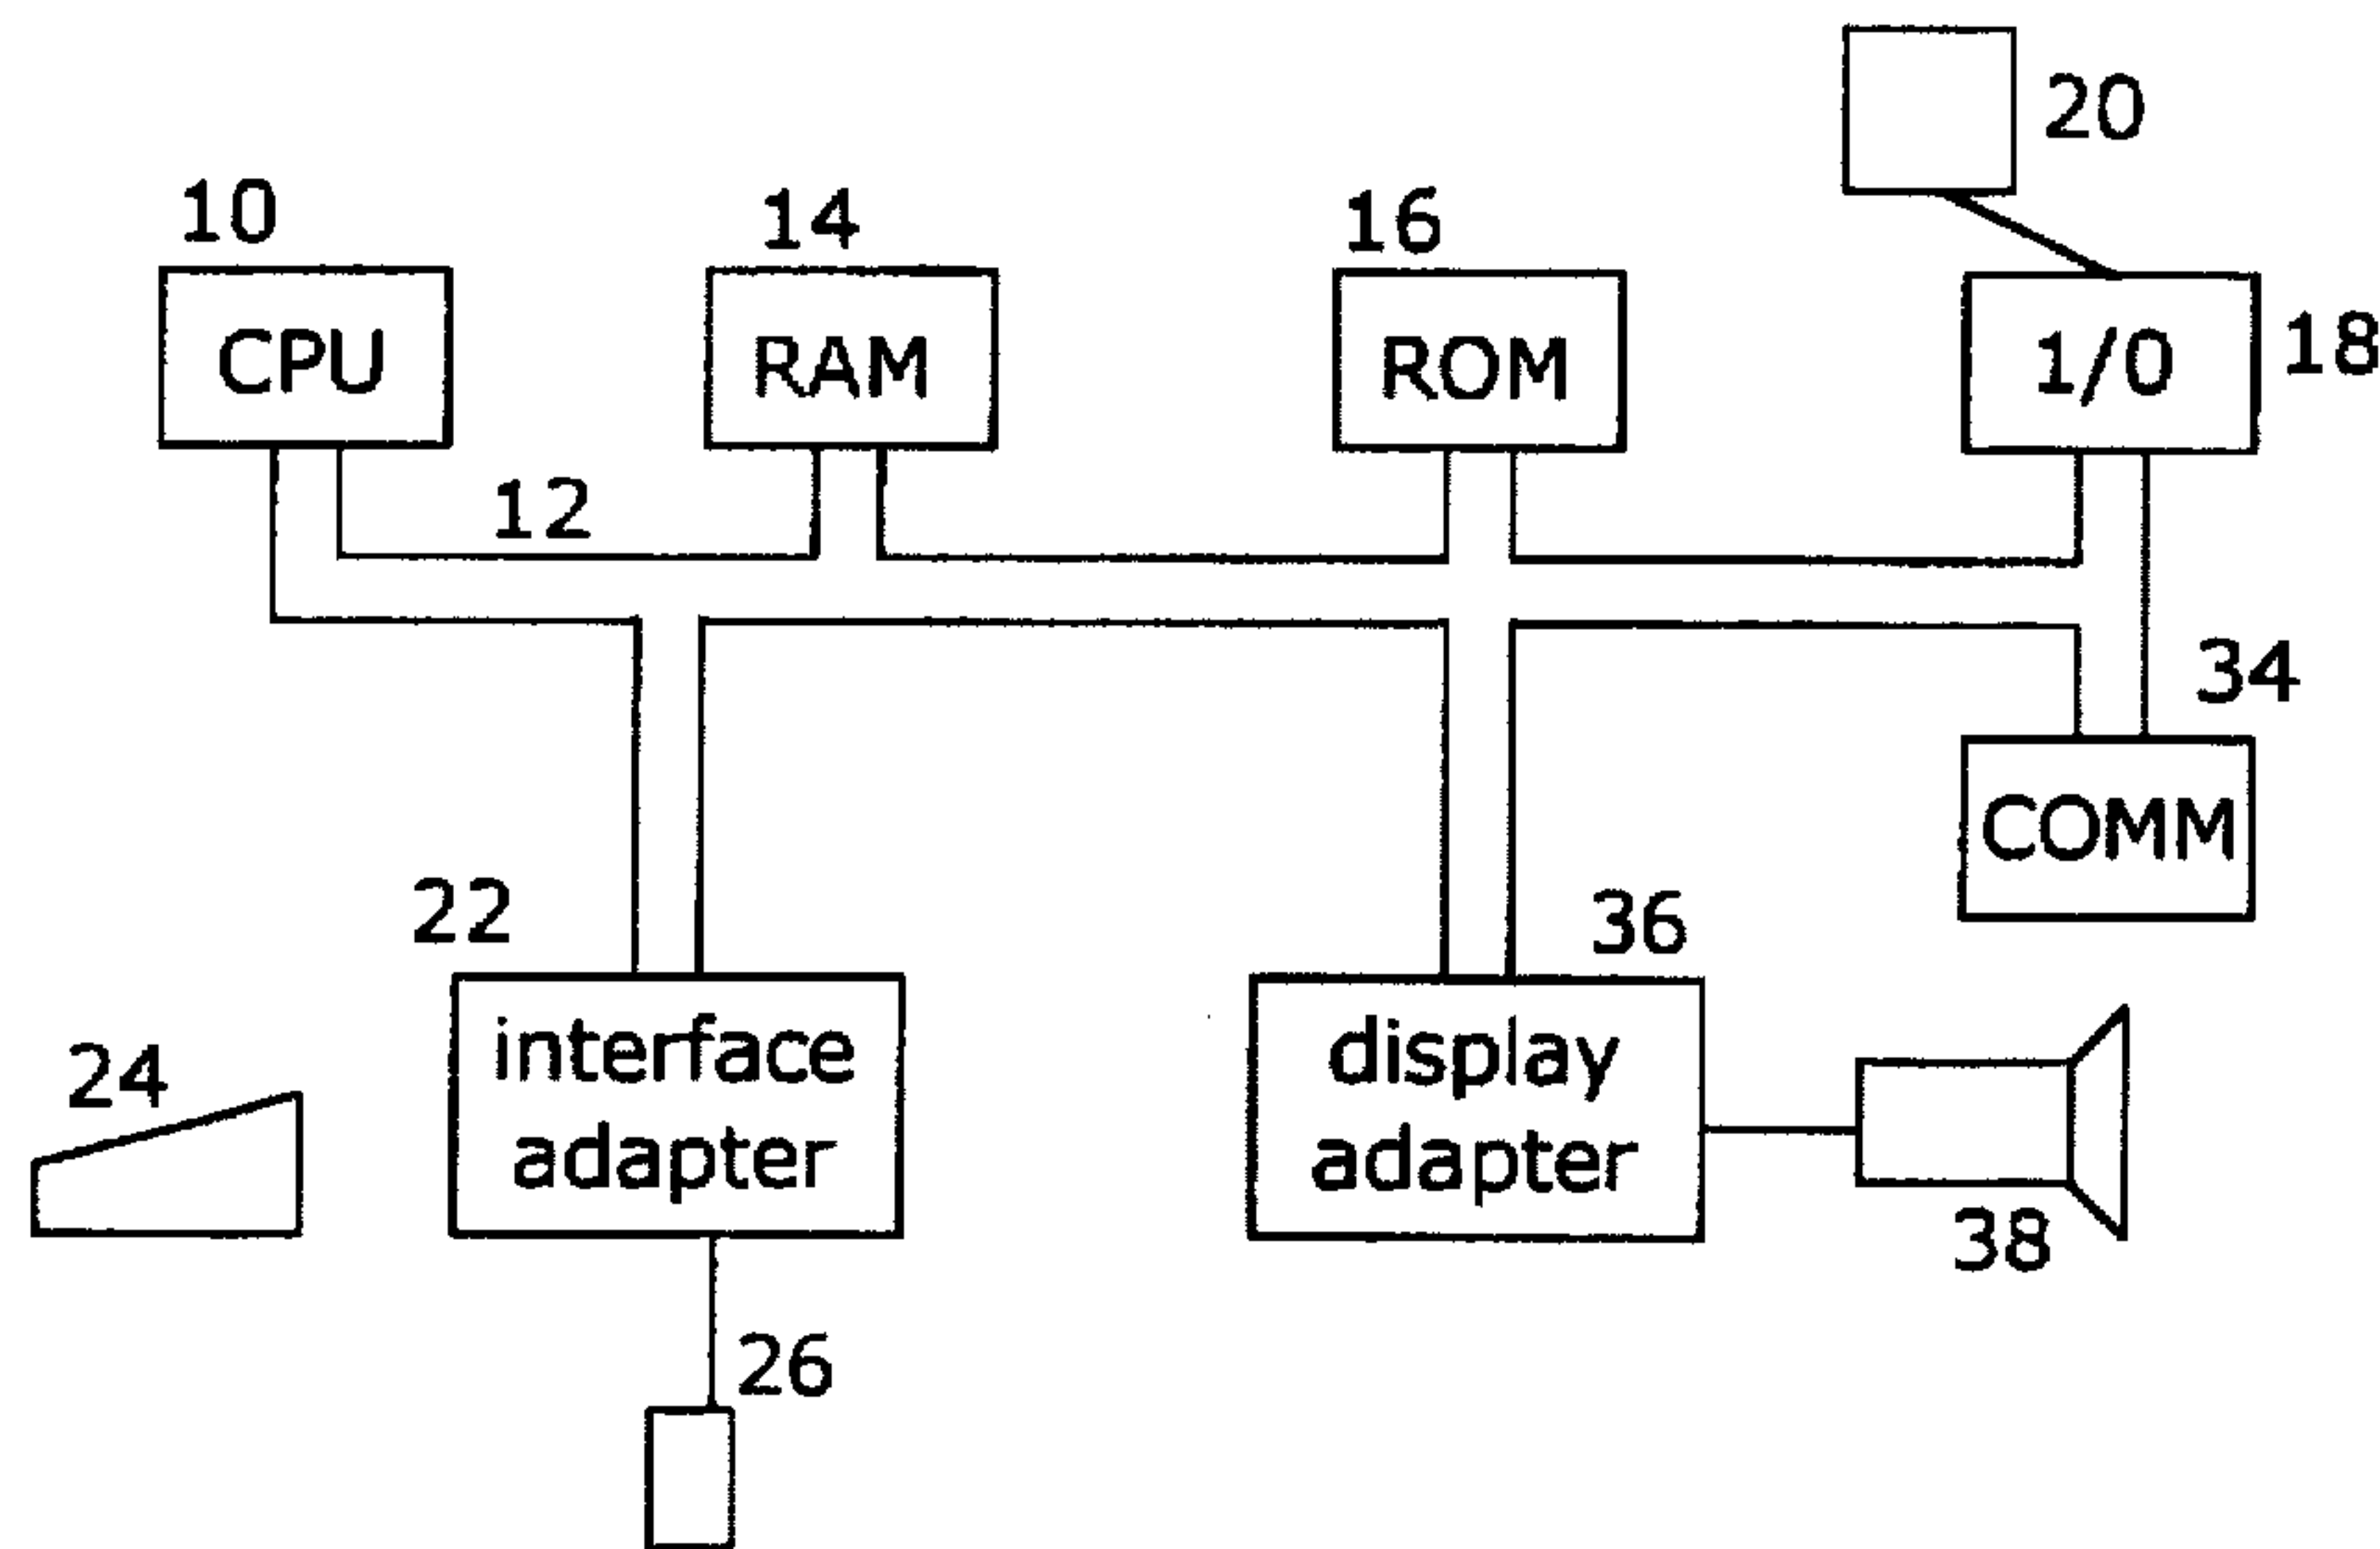 20
10
14
16
CPU
RAM
ROM
1/0
18
12
34
COMM
22
36
interface
adapter
display
adapter
24
38
26